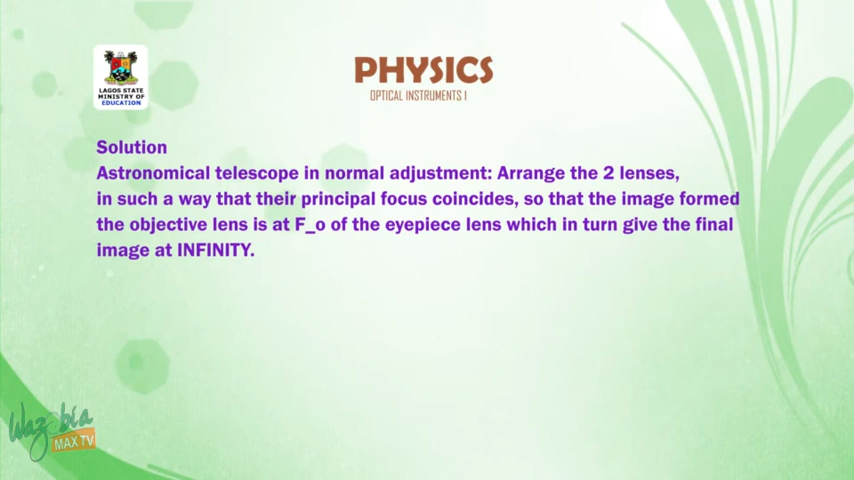 LAGOS STATE
MINISTRY OF
EDUCATION
PHYSICS
OPTICAL INSTRUMENTS I
Solution
Astronomical telescope in normal adjustment: Arrange the 2 lenses,
in such a way that their principal focus coincides, so that the image formed
the objective lens is at F_o of the eyepiece lens which in turn give the final
image at INFINITY.
Wazobia
MAX TV